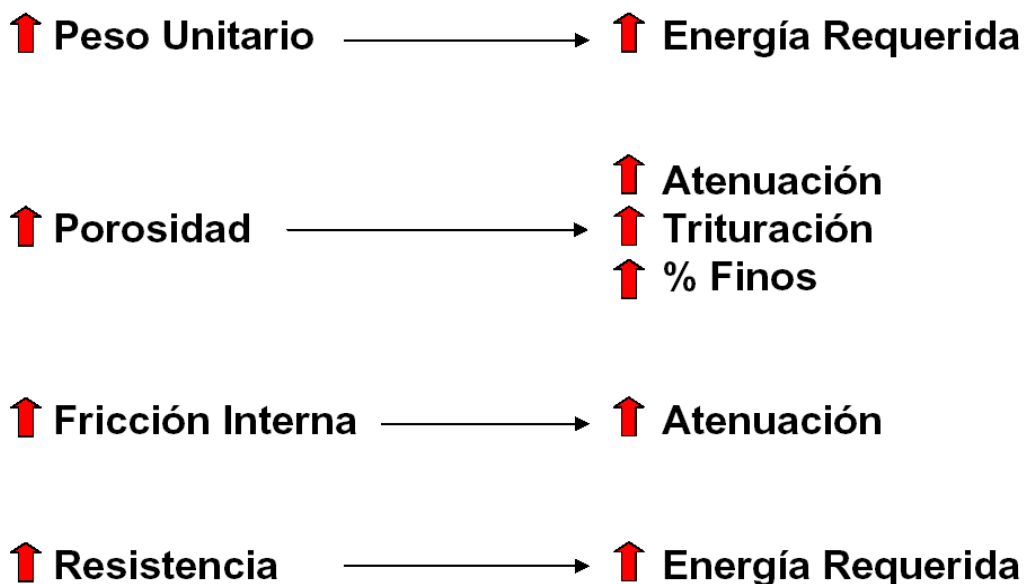 Peso Unitario Energía Requerida
Atenuación
Porosidad Trituración
% Finos
Fricción Interna Atenuación
Resistencia Energía Requerida